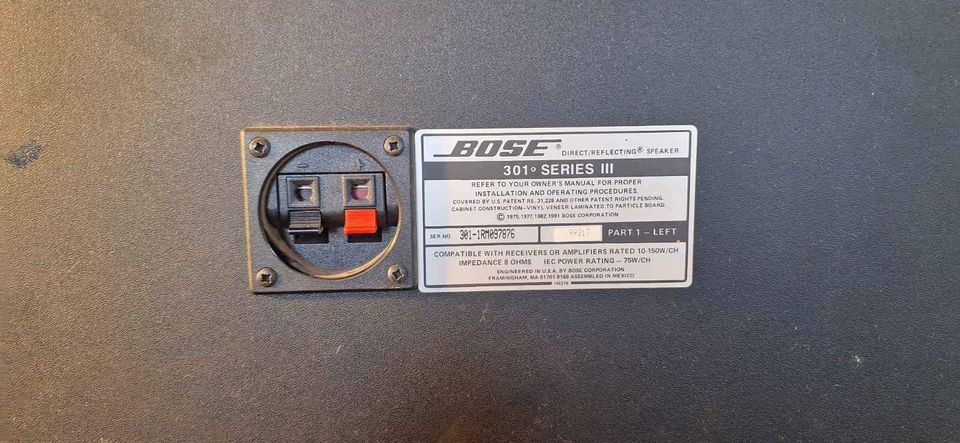 − +
BOSE® DIRECT/REFLECTING® SPEAKER
301® SERIES III
REFER TO YOUR OWNER'S MANUAL FOR PROPER
INSTALLATION AND OPERATING PROCEDURES.
COVERED BY U.S. PATENT RE. 31,228 AND OTHER PATENT RIGHTS PENDING.
CABINET CONSTRUCTION—VINYL VENEER LAMINATED TO PARTICLE BOARD.
© 1975,1977,1982,1991 BOSE CORPORATION
SER NO. 301-1RM097876 99317 PART 1 – LEFT
COMPATIBLE WITH RECEIVERS OR AMPLIFIERS RATED 10-150W/CH
IMPEDANCE 8 OHMS IEC POWER RATING – 75W/CH
ENGINEERED IN U.S.A. BY BOSE CORPORATION
FRAMINGHAM, MA 01701-9168 ASSEMBLED IN MEXICO